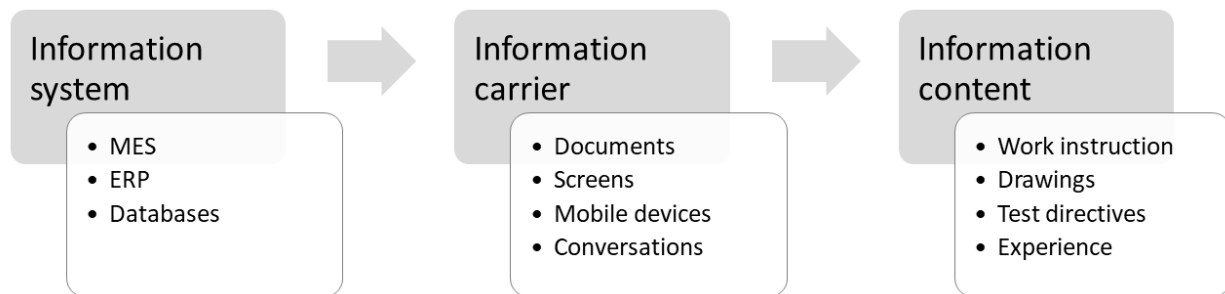 Information
system
• MES
• ERP
• Databases
Information
carrier
• Documents
• Screens
• Mobile devices
• Conversations
Information
content
• Work instruction
• Drawings
• Test directives
• Experience